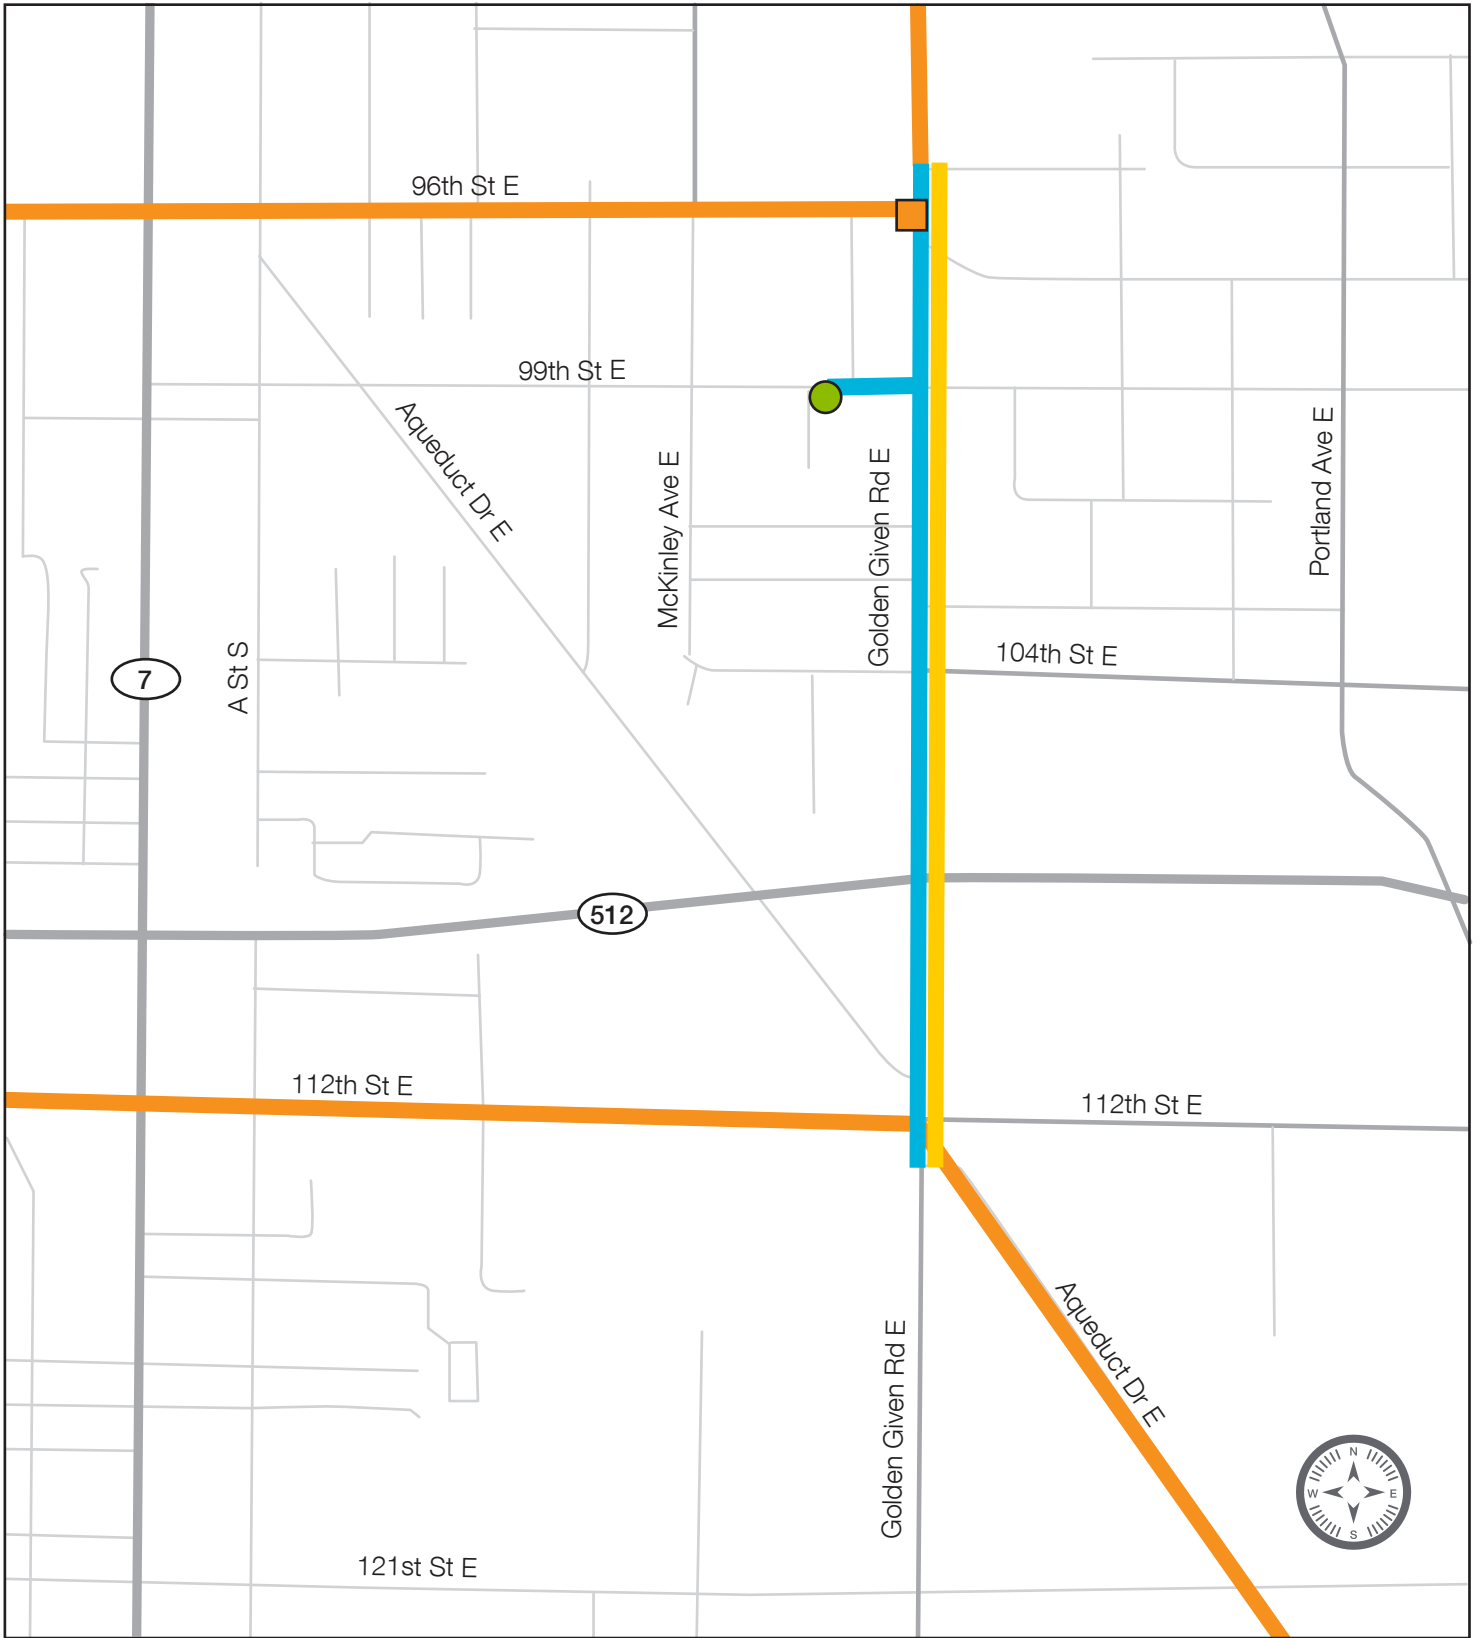 96th St E
99th St E
Aqueduct Dr E
McKinley Ave E
Golden Given Rd E
Portland Ave E
A St S
7
104th St E
512
112th St E
112th St E
Aqueduct Dr E
Golden Given Rd E
121st St E
N
W
E
S